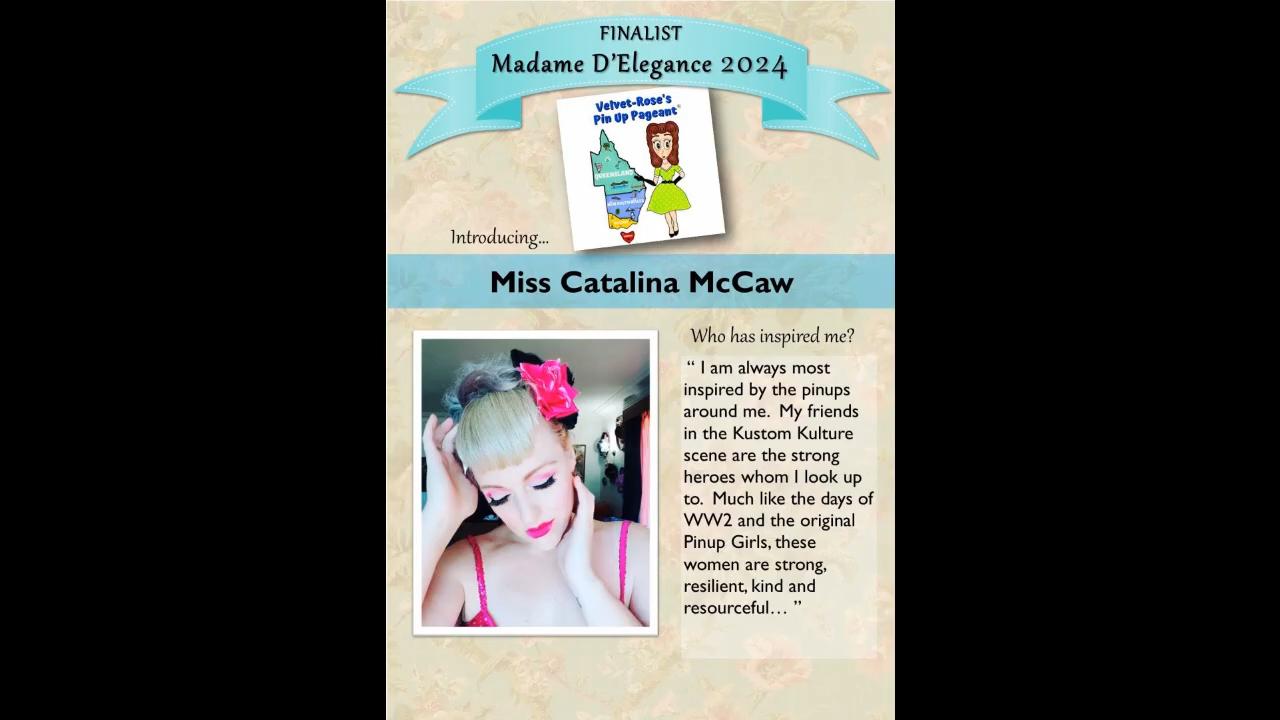 FINALIST
Madame D'Elegance 2024
Velvet-Rose's
Pin Up Pageant
QUEENSLAND
Introducing...
Miss Catalina McCaw
Who has inspired me?
“ I am always most
inspired by the pinups
around me. My friends
in the Kustom Kulture
scene are the strong
heroes whom I look up
to. Much like the days of
WW2 and the original
Pinup Girls, these
women are strong,
resilient, kind and
resourceful… ”